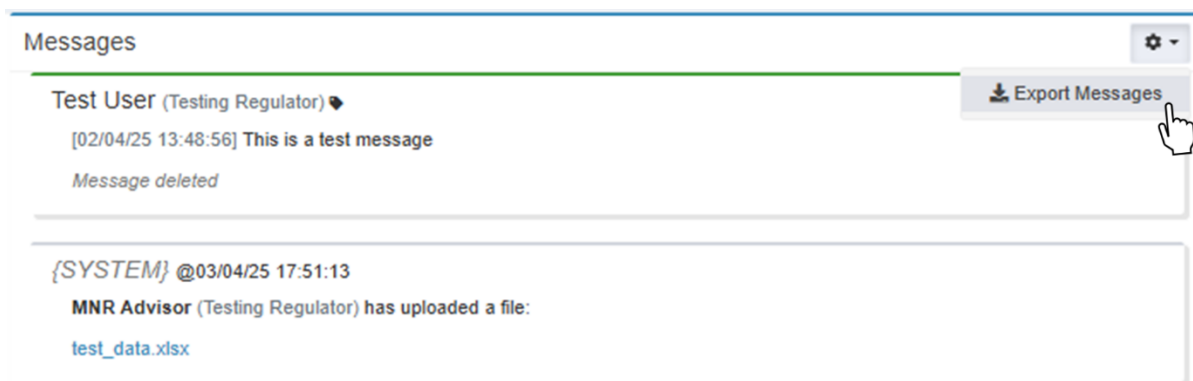 Messages
Export Messages
Test User (Testing Regulator)
[02/04/25 13:48:56] This is a test message
Message deleted
{SYSTEM} @03/04/25 17:51:13
MNR Advisor (Testing Regulator) has uploaded a file:
test_data.xlsx